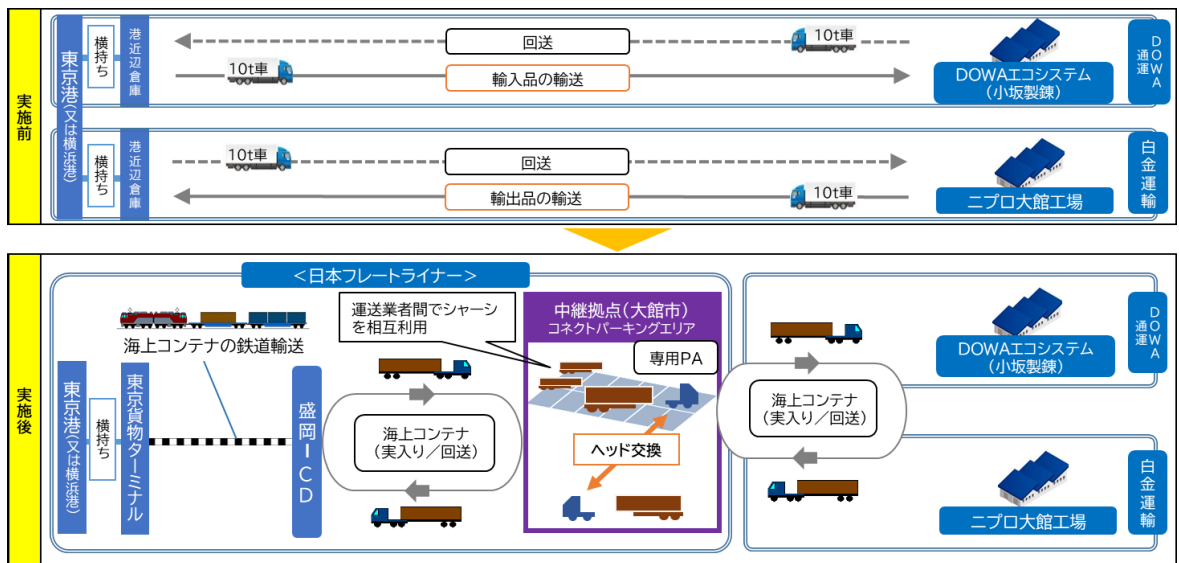 実施前
東京港(又は横浜港)
横持ち
港近辺倉庫
回送
10t車
10t車
輸入品の輸送
DOWAエコシステム
(小坂製錬)
DOWA
通運
横持ち
港近辺倉庫
10t車
回送
輸出品の輸送
10t車
ニプロ大館工場
白金運輸
実施後
<日本フレートライナー>
運送業者間でシャーシ
を相互利用
海上コンテナの鉄道輸送
東京港(又は横浜港)
横持ち
東京貨物ターミナル
盛岡ICD
海上コンテナ
(実入り/回送)
中継拠点(大館市)
コネクトパーキングエリア
専用PA
ヘッド交換
海上コンテナ
(実入り/回送)
DOWAエコシステム
(小坂製錬)
DOWA
通運
ニプロ大館工場
白金運輸